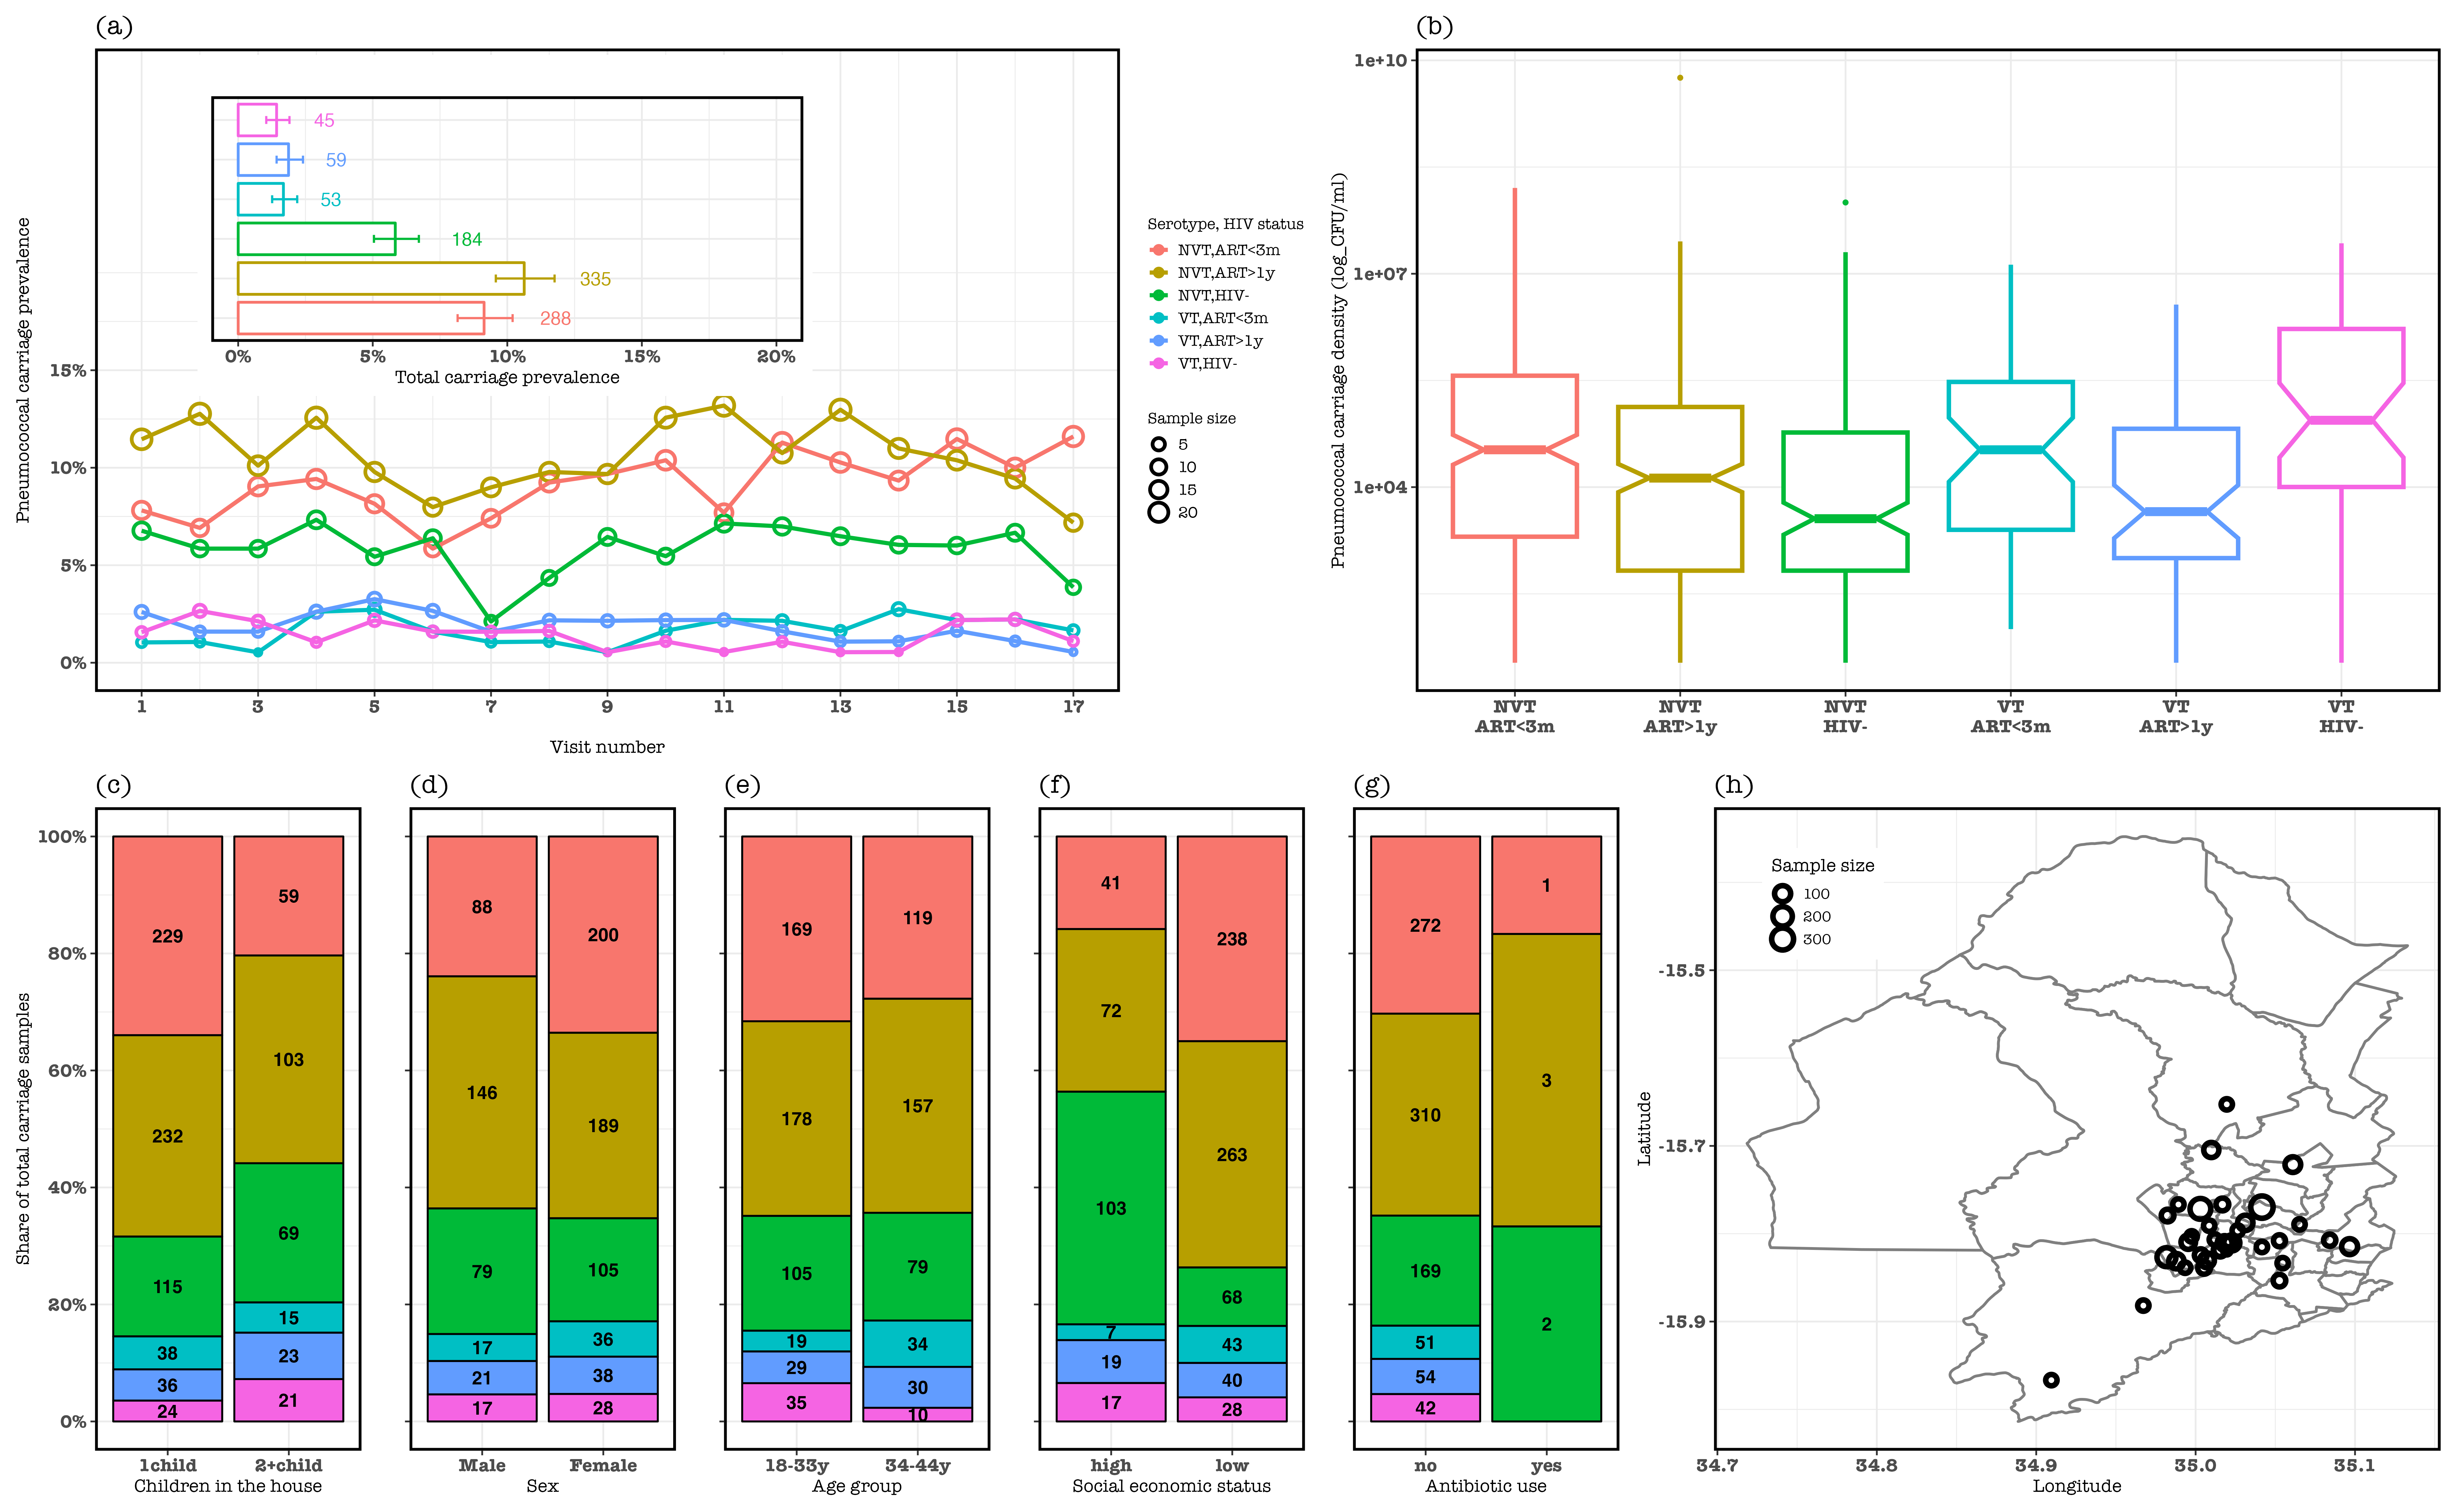 (a)
Pneumococcal carriage prevalence
15%
10%
5%
0%
45
59
53
184
335
288
0% 5% 10% 15% 20%
Total carriage prevalence
1 3 5 7 9 11 13 15 17
Visit number
Serotype, HIV status
NVT,ART<3m
NVT,ART>1y
NVT,HIV-
VT,ART<3m
VT,ART>1y
VT,HIV-
Sample size
5
10
15
20
(b)
Pneumococcal carriage density (log_CFU/ml)
1e+10
1e+07
1e+04
NVT NVT NVT VT VT VT
ART<3m ART>1y HIV- ART<3m ART>1y HIV-
(c)
Share of total carriage samples
100%
80%
60%
40%
20%
0%
229
232
115
38
36
24
59
103
69
15
23
21
1child 2+child
Children in the house
(d)
88
146
79
17
21
17
200
189
105
36
38
28
Male Female
Sex
(e)
169
178
105
19
29
35
119
157
79
34
30
10
18-33y 34-44y
Age group
(f)
41
72
103
7
19
17
238
263
68
43
40
28
high low
Social economic status
(g)
272
310
169
51
54
42
1
3
2
no yes
Antibiotic use
(h)
Sample size
100
200
300
Latitude
-15.5
-15.7
-15.9
34.7 34.8 34.9 35.0 35.1
Longitude